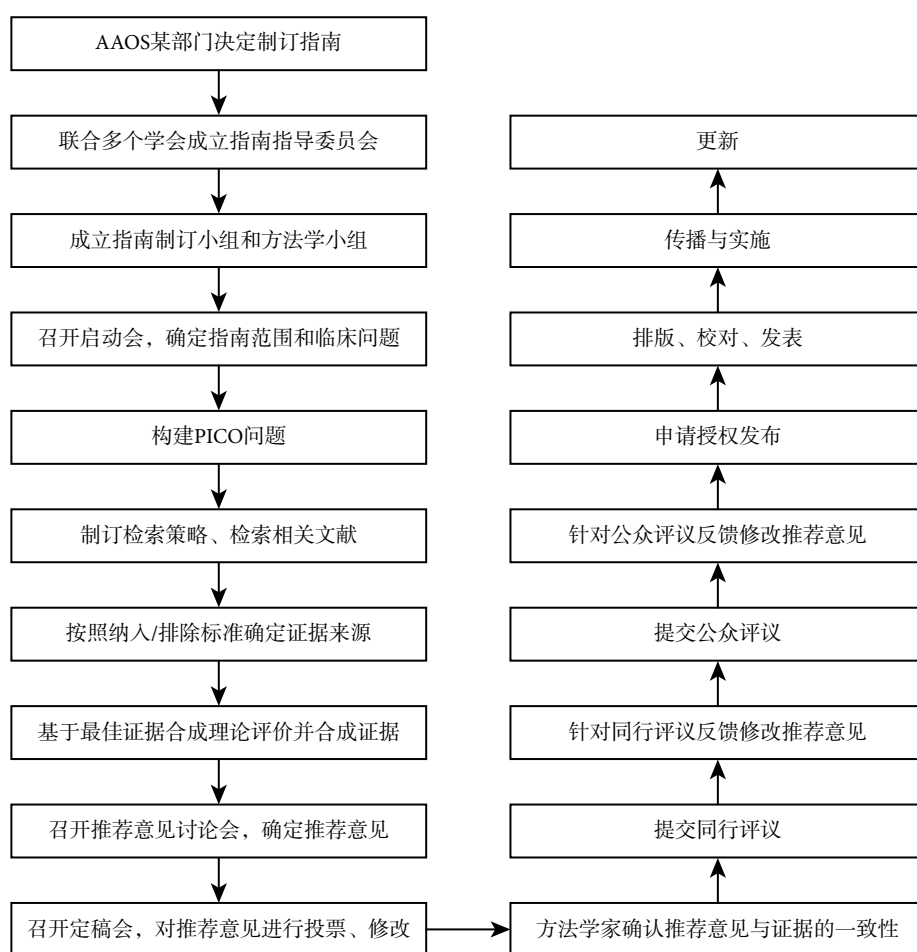 AAOS某部门决定制订指南
联合多个学会成立指南指导委员会
成立指南制订小组和方法学小组
召开启动会，确定指南范围和临床问题
构建PICO问题
制订检索策略、检索相关文献
按照纳入/排除标准确定证据来源
基于最佳证据合成理论评价并合成证据
召开推荐意见讨论会，确定推荐意见
召开定稿会，对推荐意见进行投票、修改
方法学家确认推荐意见与证据的一致性
提交同行评议
针对同行评议反馈修改推荐意见
提交公众评议
针对公众评议反馈修改推荐意见
申请授权发布
排版、校对、发表
传播与实施
更新